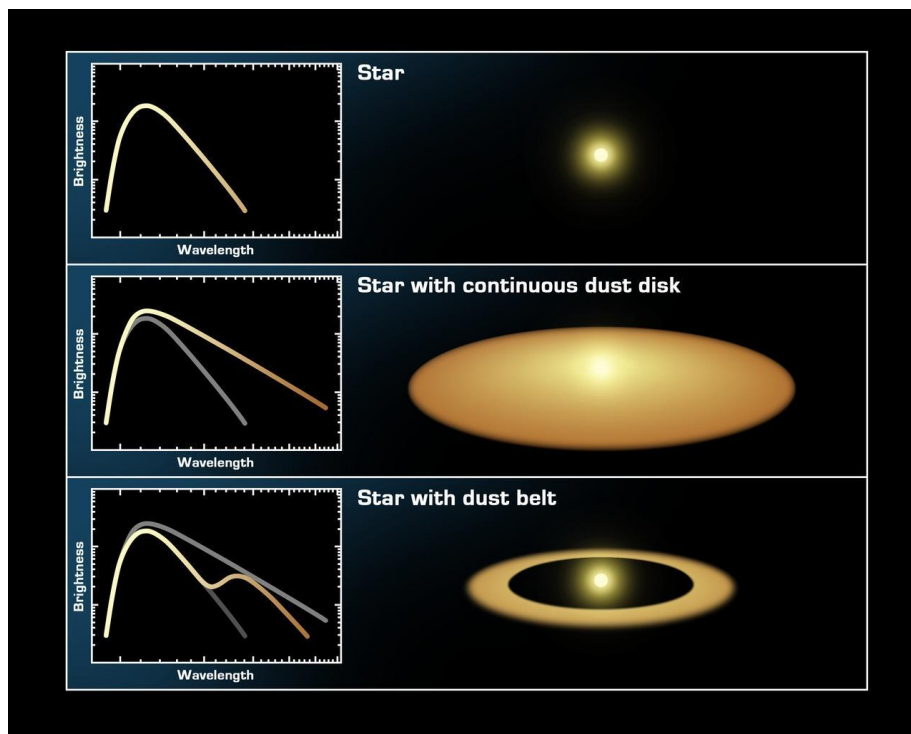 Star
Brightness
Wavelength
Star with continuous dust disk
Brightness
Wavelength
Star with dust belt
Brightness
Wavelength